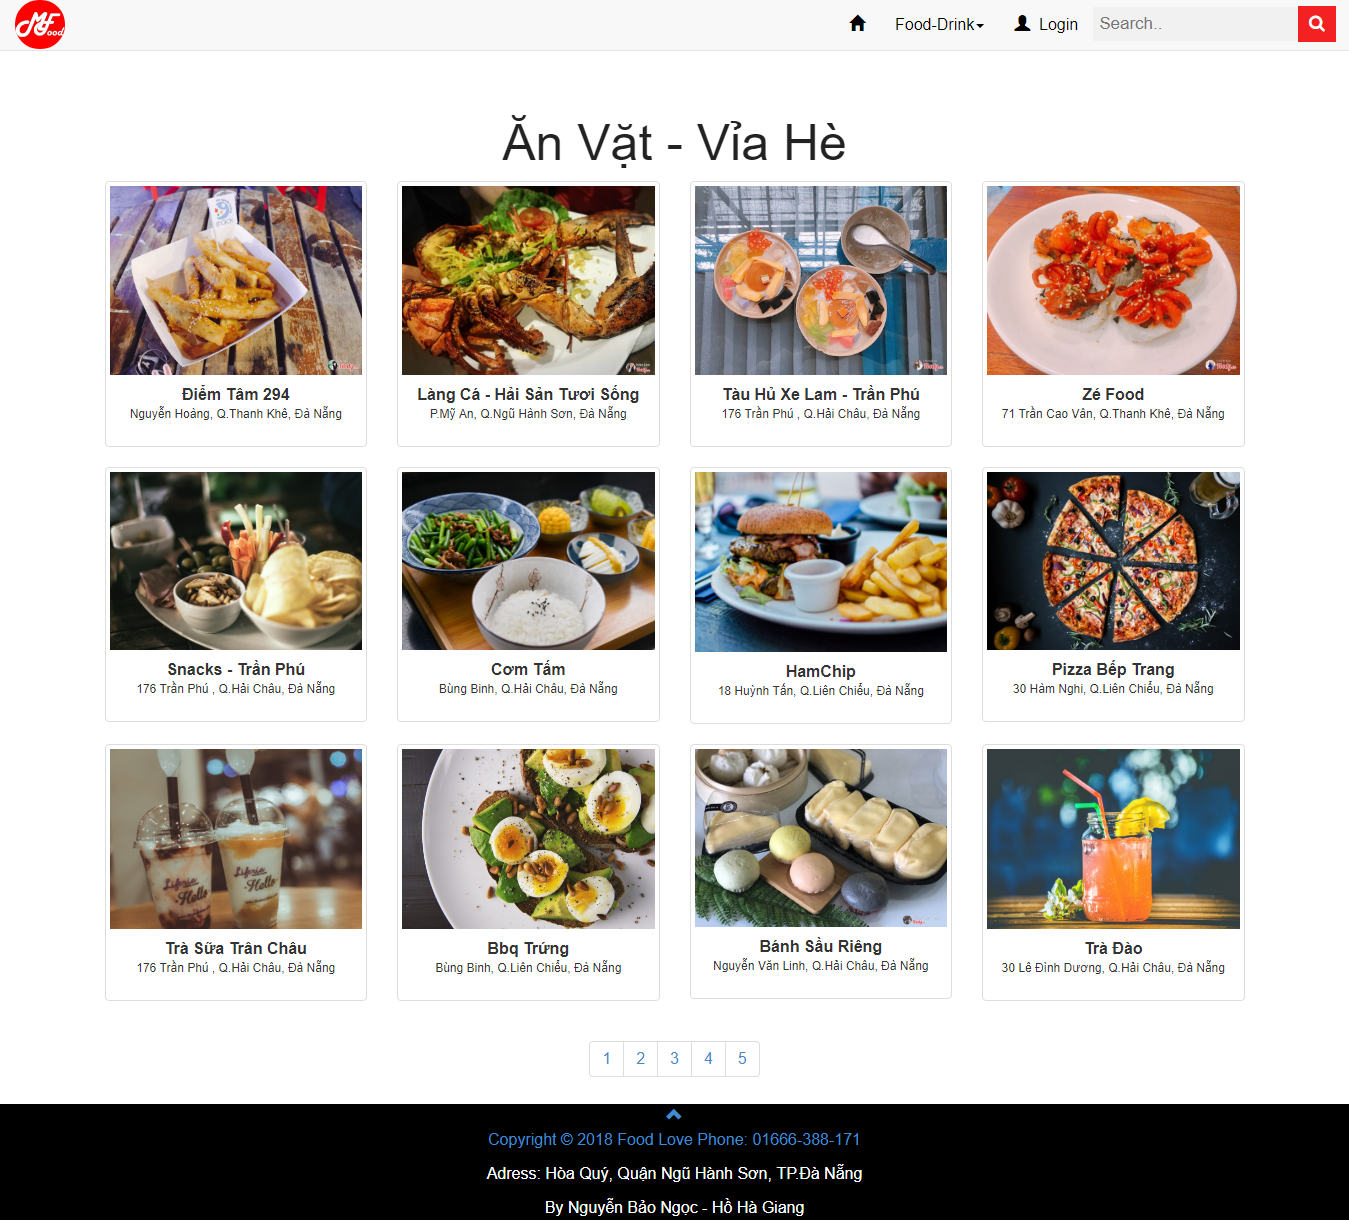 MF
ood
Food-Drink
Login
Search..
Ăn Vặt - Vỉa Hè
Điểm Tâm 294
Nguyễn Hoàng, Q.Thanh Khê, Đà Nẵng
Làng Cá - Hải Sản Tươi Sống
P.Mỹ An, Q.Ngũ Hành Sơn, Đà Nẵng
Tàu Hủ Xe Lam - Trần Phú
176 Trần Phú , Q.Hải Châu, Đà Nẵng
Zé Food
71 Trần Cao Vân, Q.Thanh Khê, Đà Nẵng
Snacks - Trần Phú
176 Trần Phú , Q.Hải Châu, Đà Nẵng
Cơm Tấm
Bùng Binh, Q.Hải Châu, Đà Nẵng
HamChip
18 Huỳnh Tấn, Q.Liên Chiểu, Đà Nẵng
Pizza Bếp Trang
30 Hàm Nghi, Q.Liên Chiểu, Đà Nẵng
Lifesia
Hello
Hello
Trà Sữa Trân Châu
176 Trần Phú , Q.Hải Châu, Đà Nẵng
Bbq Trứng
Bùng Binh, Q.Liên Chiểu, Đà Nẵng
Bánh Sầu Riêng
Nguyễn Văn Linh, Q.Hải Châu, Đà Nẵng
Trà Đào
30 Lê Đình Dương, Q.Hải Châu, Đà Nẵng
1 2 3 4 5
Copyright © 2018 Food Love Phone: 01666-388-171
Adress: Hòa Quý, Quận Ngũ Hành Sơn, TP.Đà Nẵng
By Nguyễn Bảo Ngọc - Hồ Hà Giang